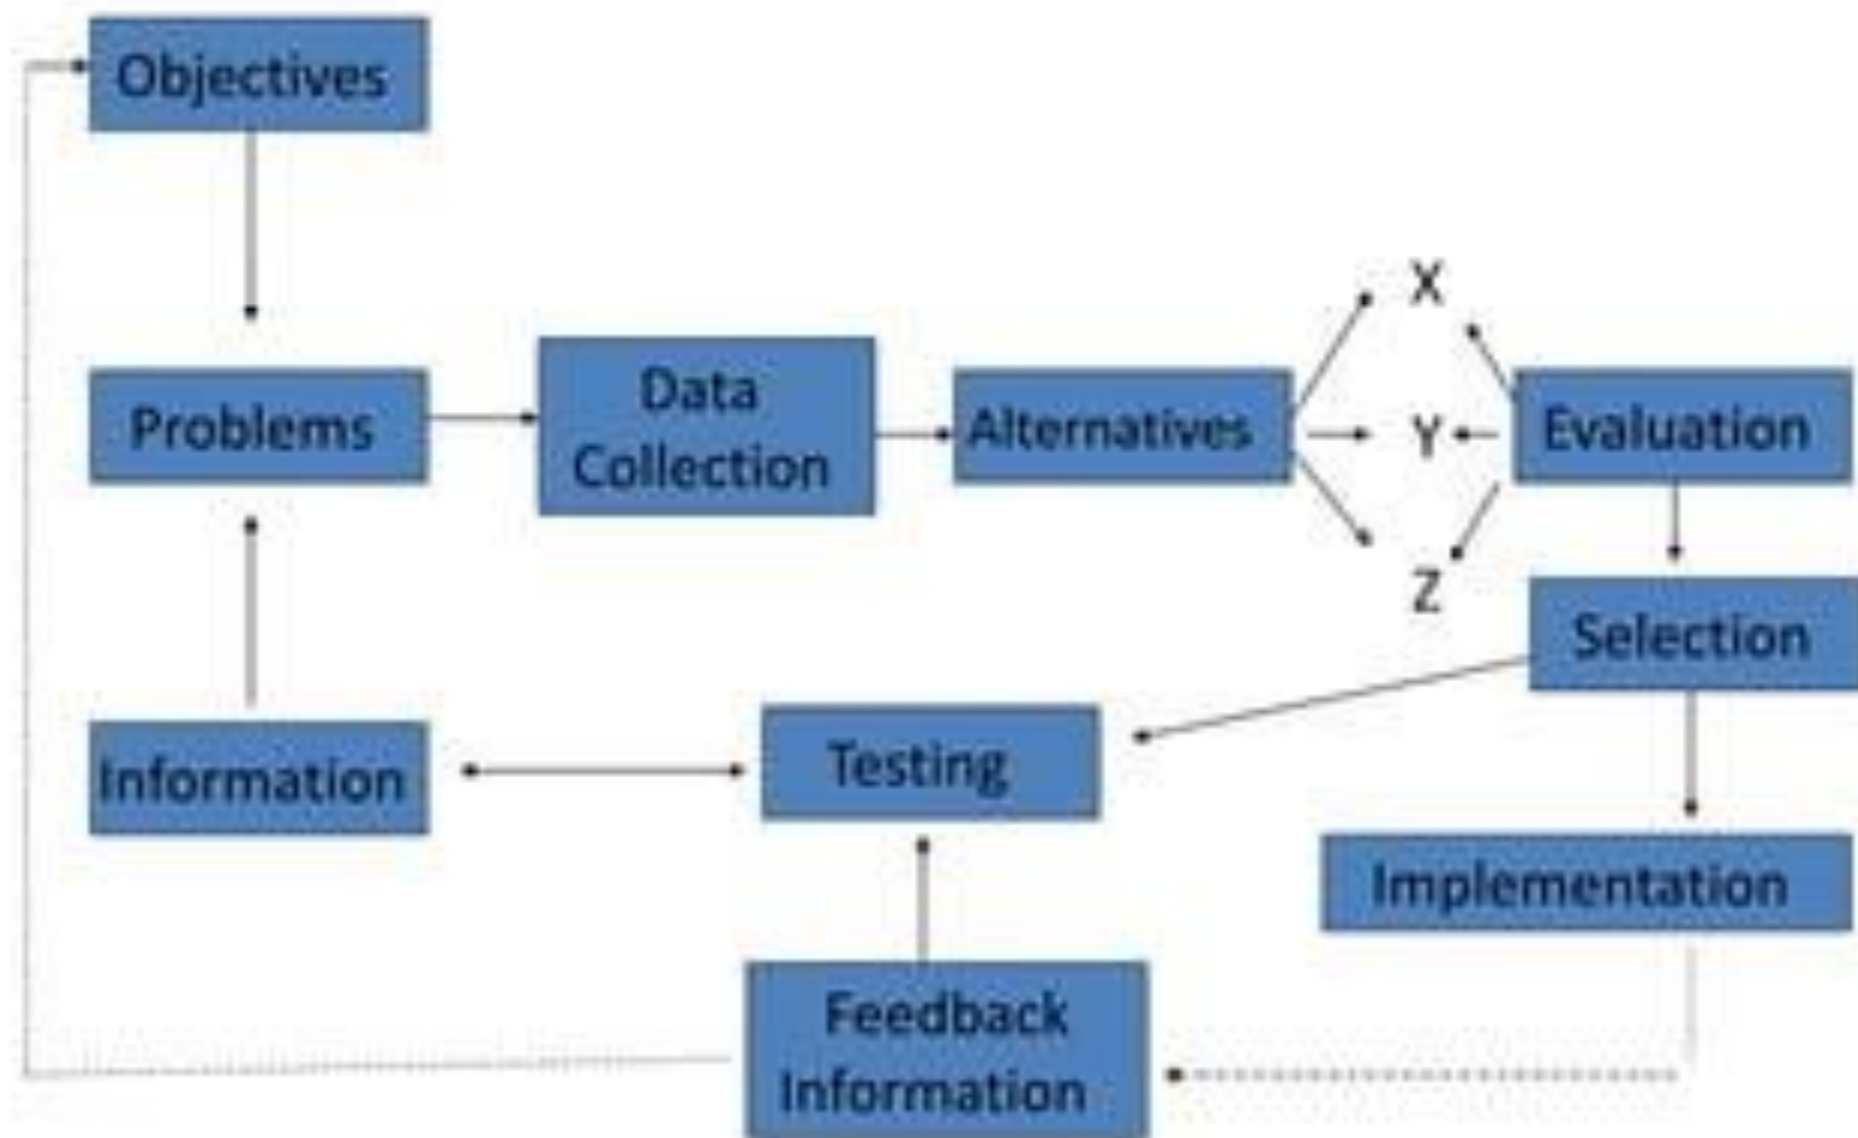 Objectives
Problems
Data
Collection
Alternatives
X
Y
Z
Evaluation
Selection
Information
Testing
Implementation
Feedback
Information